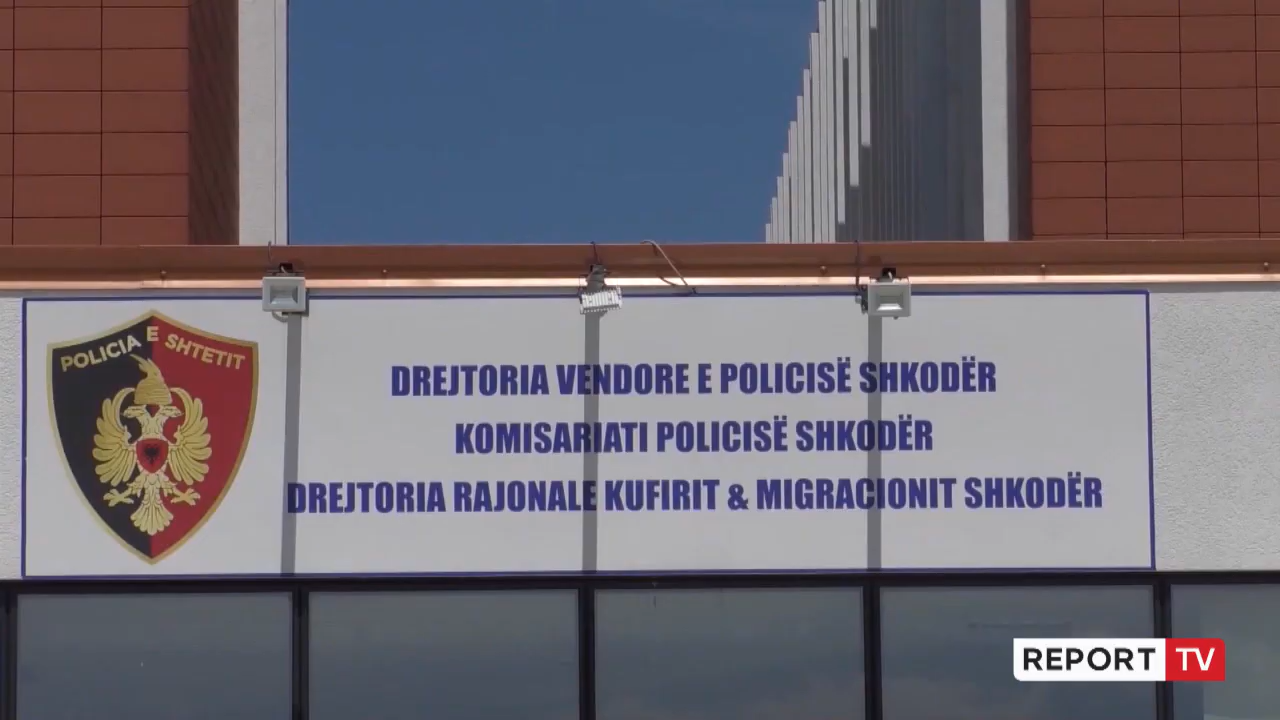 POLICIA E SHTETIT
DREJTORIA VENDORE E POLICISË SHKODËR
KOMISARIATI POLICISË SHKODËR
DREJTORIA RAJONALE KUFIRIT & MIGRACIONIT SHKODËR
REPORT TV